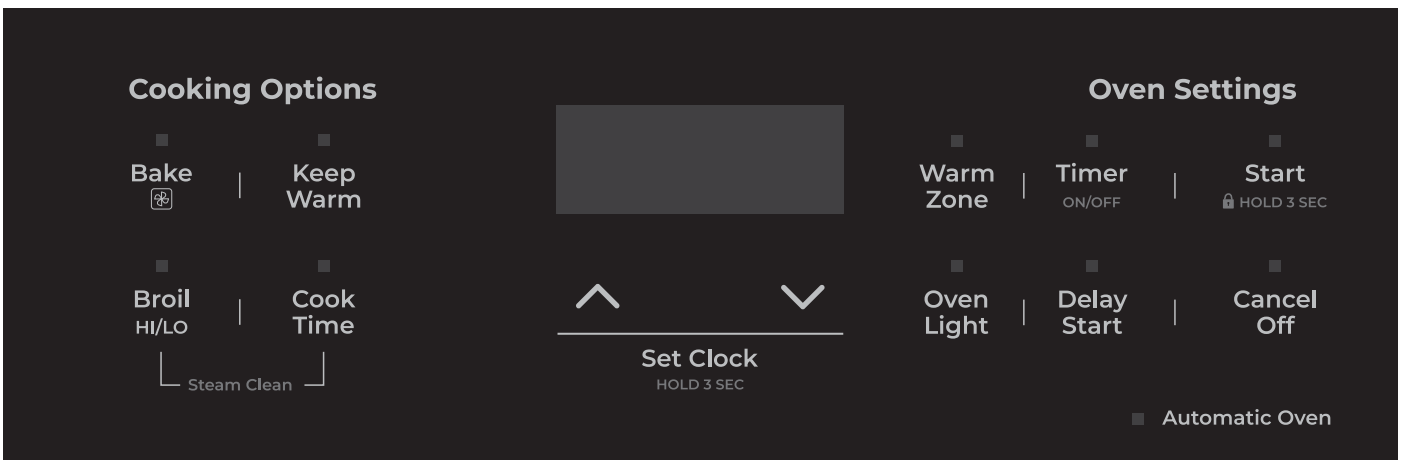 Cooking Options
Bake
Keep
Warm
Broil
HI/LO
Cook
Time
Steam Clean
Set Clock
HOLD 3 SEC
Oven Settings
Warm
Zone
Timer
ON/OFF
Start
HOLD 3 SEC
Oven
Light
Delay
Start
Cancel
Off
Automatic Oven